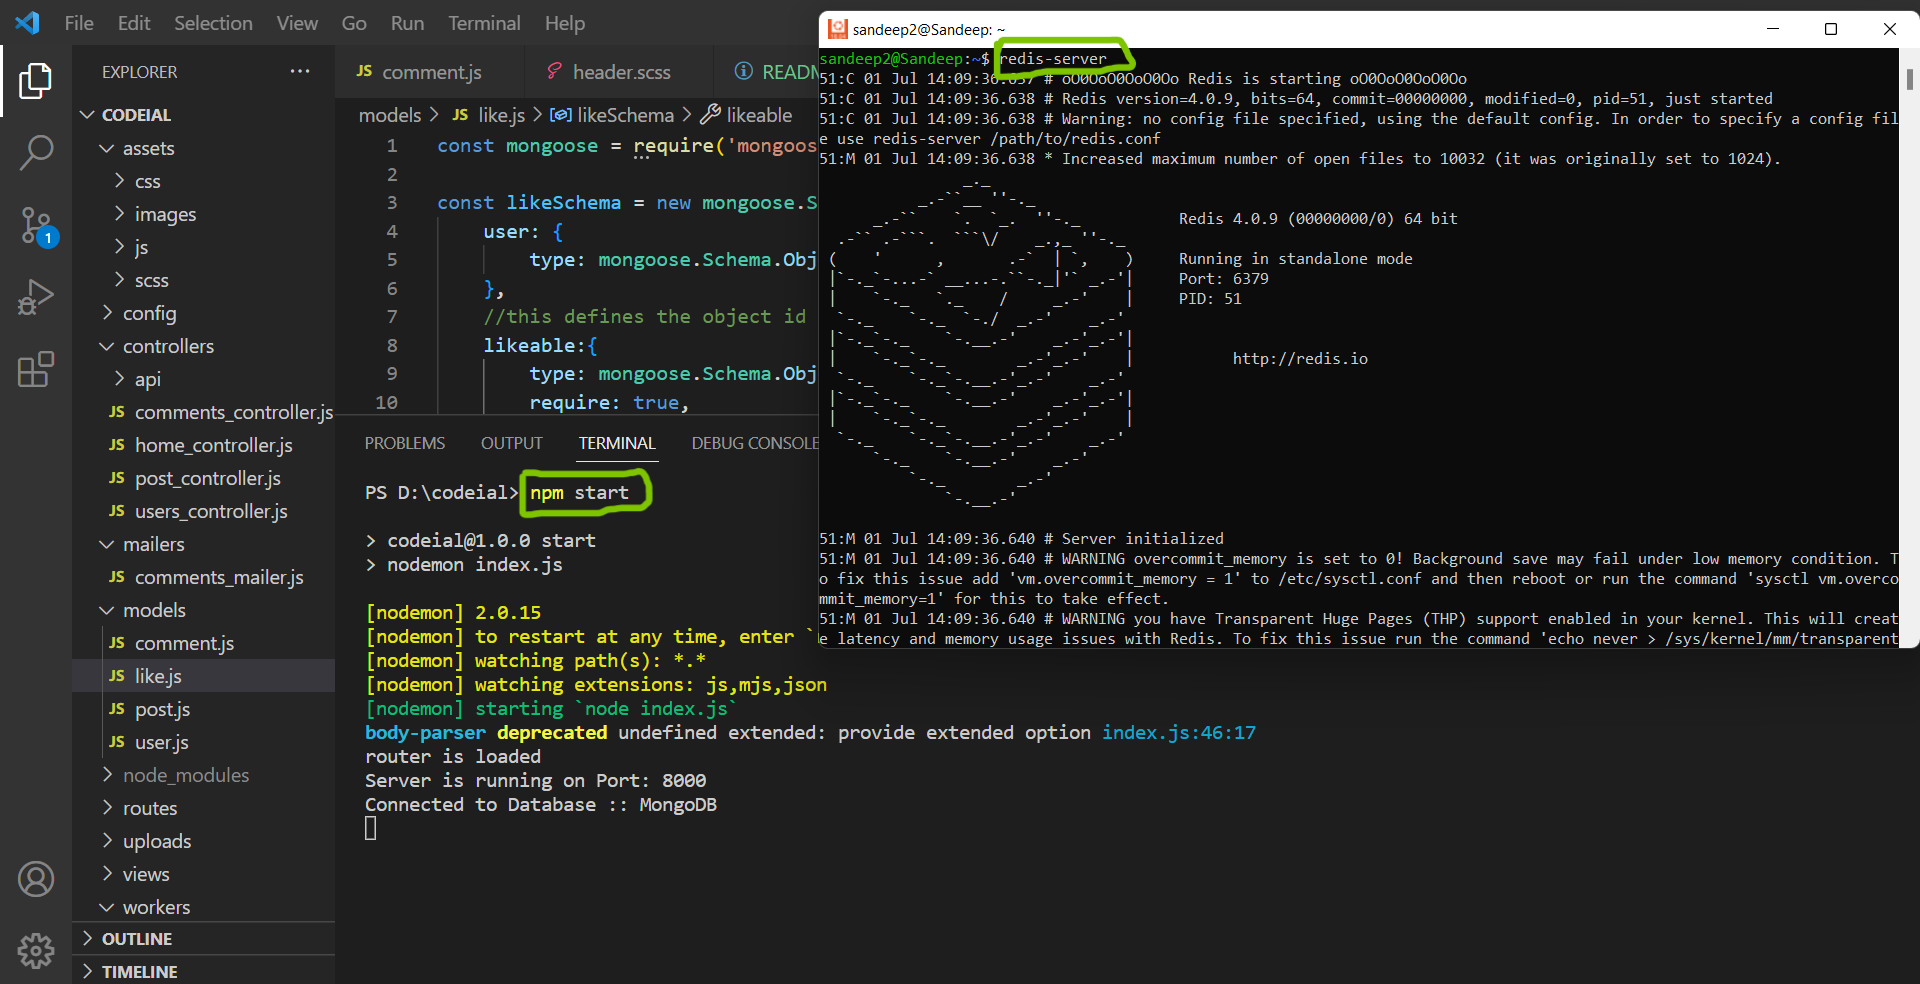 File Edit Selection View Go Run Terminal Help
EXPLORER ...
CODEIAL
assets
css
images
js
scss
config
controllers
api
JS comments_controller.js
JS home_controller.js
JS post_controller.js
JS users_controller.js
mailers
JS comments_mailer.js
models
JS comment.js
JS like.js
JS post.js
JS user.js
node_modules
routes
uploads
views
workers
OUTLINE
TIMELINE
1
JS comment.js header.scss READ
models > JS like.js > likeSchema > likeable
1 const mongoose = require('mongoos
2
3 const likeSchema = new mongoose.S
4 user: {
5 type: mongoose.Schema.Obj
6 },
7 //this defines the object id
8 likeable:{
9 type: mongoose.Schema.Obj
10 require: true,
PROBLEMS OUTPUT TERMINAL DEBUG CONSOLE
PS D:\codeial> npm start
> codeial@1.0.0 start
> nodemon index.js
[nodemon] 2.0.15
[nodemon] to restart at any time, enter `
[nodemon] watching path(s): *.*
[nodemon] watching extensions: js,mjs,json
[nodemon] starting `node index.js`
body-parser deprecated undefined extended: provide extended option index.js:46:17
router is loaded
Server is running on Port: 8000
Connected to Database :: MongoDB
sandeep2@Sandeep: ~
sandeep2@Sandeep:~$ redis-server
51:C 01 Jul 14:09:36.637 # oO0OoO0OoO0Oo Redis is starting oO0OoO0OoO0Oo
51:C 01 Jul 14:09:36.638 # Redis version=4.0.9, bits=64, commit=00000000, modified=0, pid=51, just started
51:C 01 Jul 14:09:36.638 # Warning: no config file specified, using the default config. In order to specify a config fil
e use redis-server /path/to/redis.conf
51:M 01 Jul 14:09:36.638 * Increased maximum number of open files to 10032 (it was originally set to 1024).
Redis 4.0.9 (00000000/0) 64 bit
Running in standalone mode
Port: 6379
PID: 51
http://redis.io
51:M 01 Jul 14:09:36.640 # Server initialized
51:M 01 Jul 14:09:36.640 # WARNING overcommit_memory is set to 0! Background save may fail under low memory condition. T
o fix this issue add 'vm.overcommit_memory = 1' to /etc/sysctl.conf and then reboot or run the command 'sysctl vm.overco
mmit_memory=1' for this to take effect.
51:M 01 Jul 14:09:36.640 # WARNING you have Transparent Huge Pages (THP) support enabled in your kernel. This will creat
e latency and memory usage issues with Redis. To fix this issue run the command 'echo never > /sys/kernel/mm/transparent